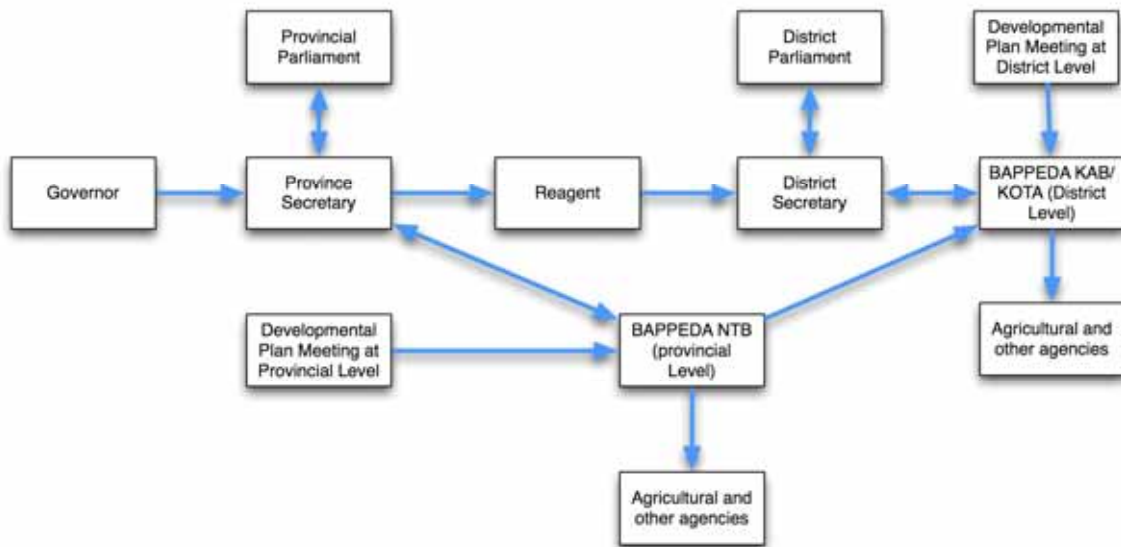 Provincial
Parliament
District
Parliament
Developmental
Plan Meeting at
District Level
Governor
Province
Secretary
Reagent
District
Secretary
BAPPEDA KAB/
KOTA (District
Level)
Developmental
Plan Meeting at
Provincial Level
BAPPEDA NTB
(provincial
Level)
Agricultural and
other agencies
Agricultural and
other agencies